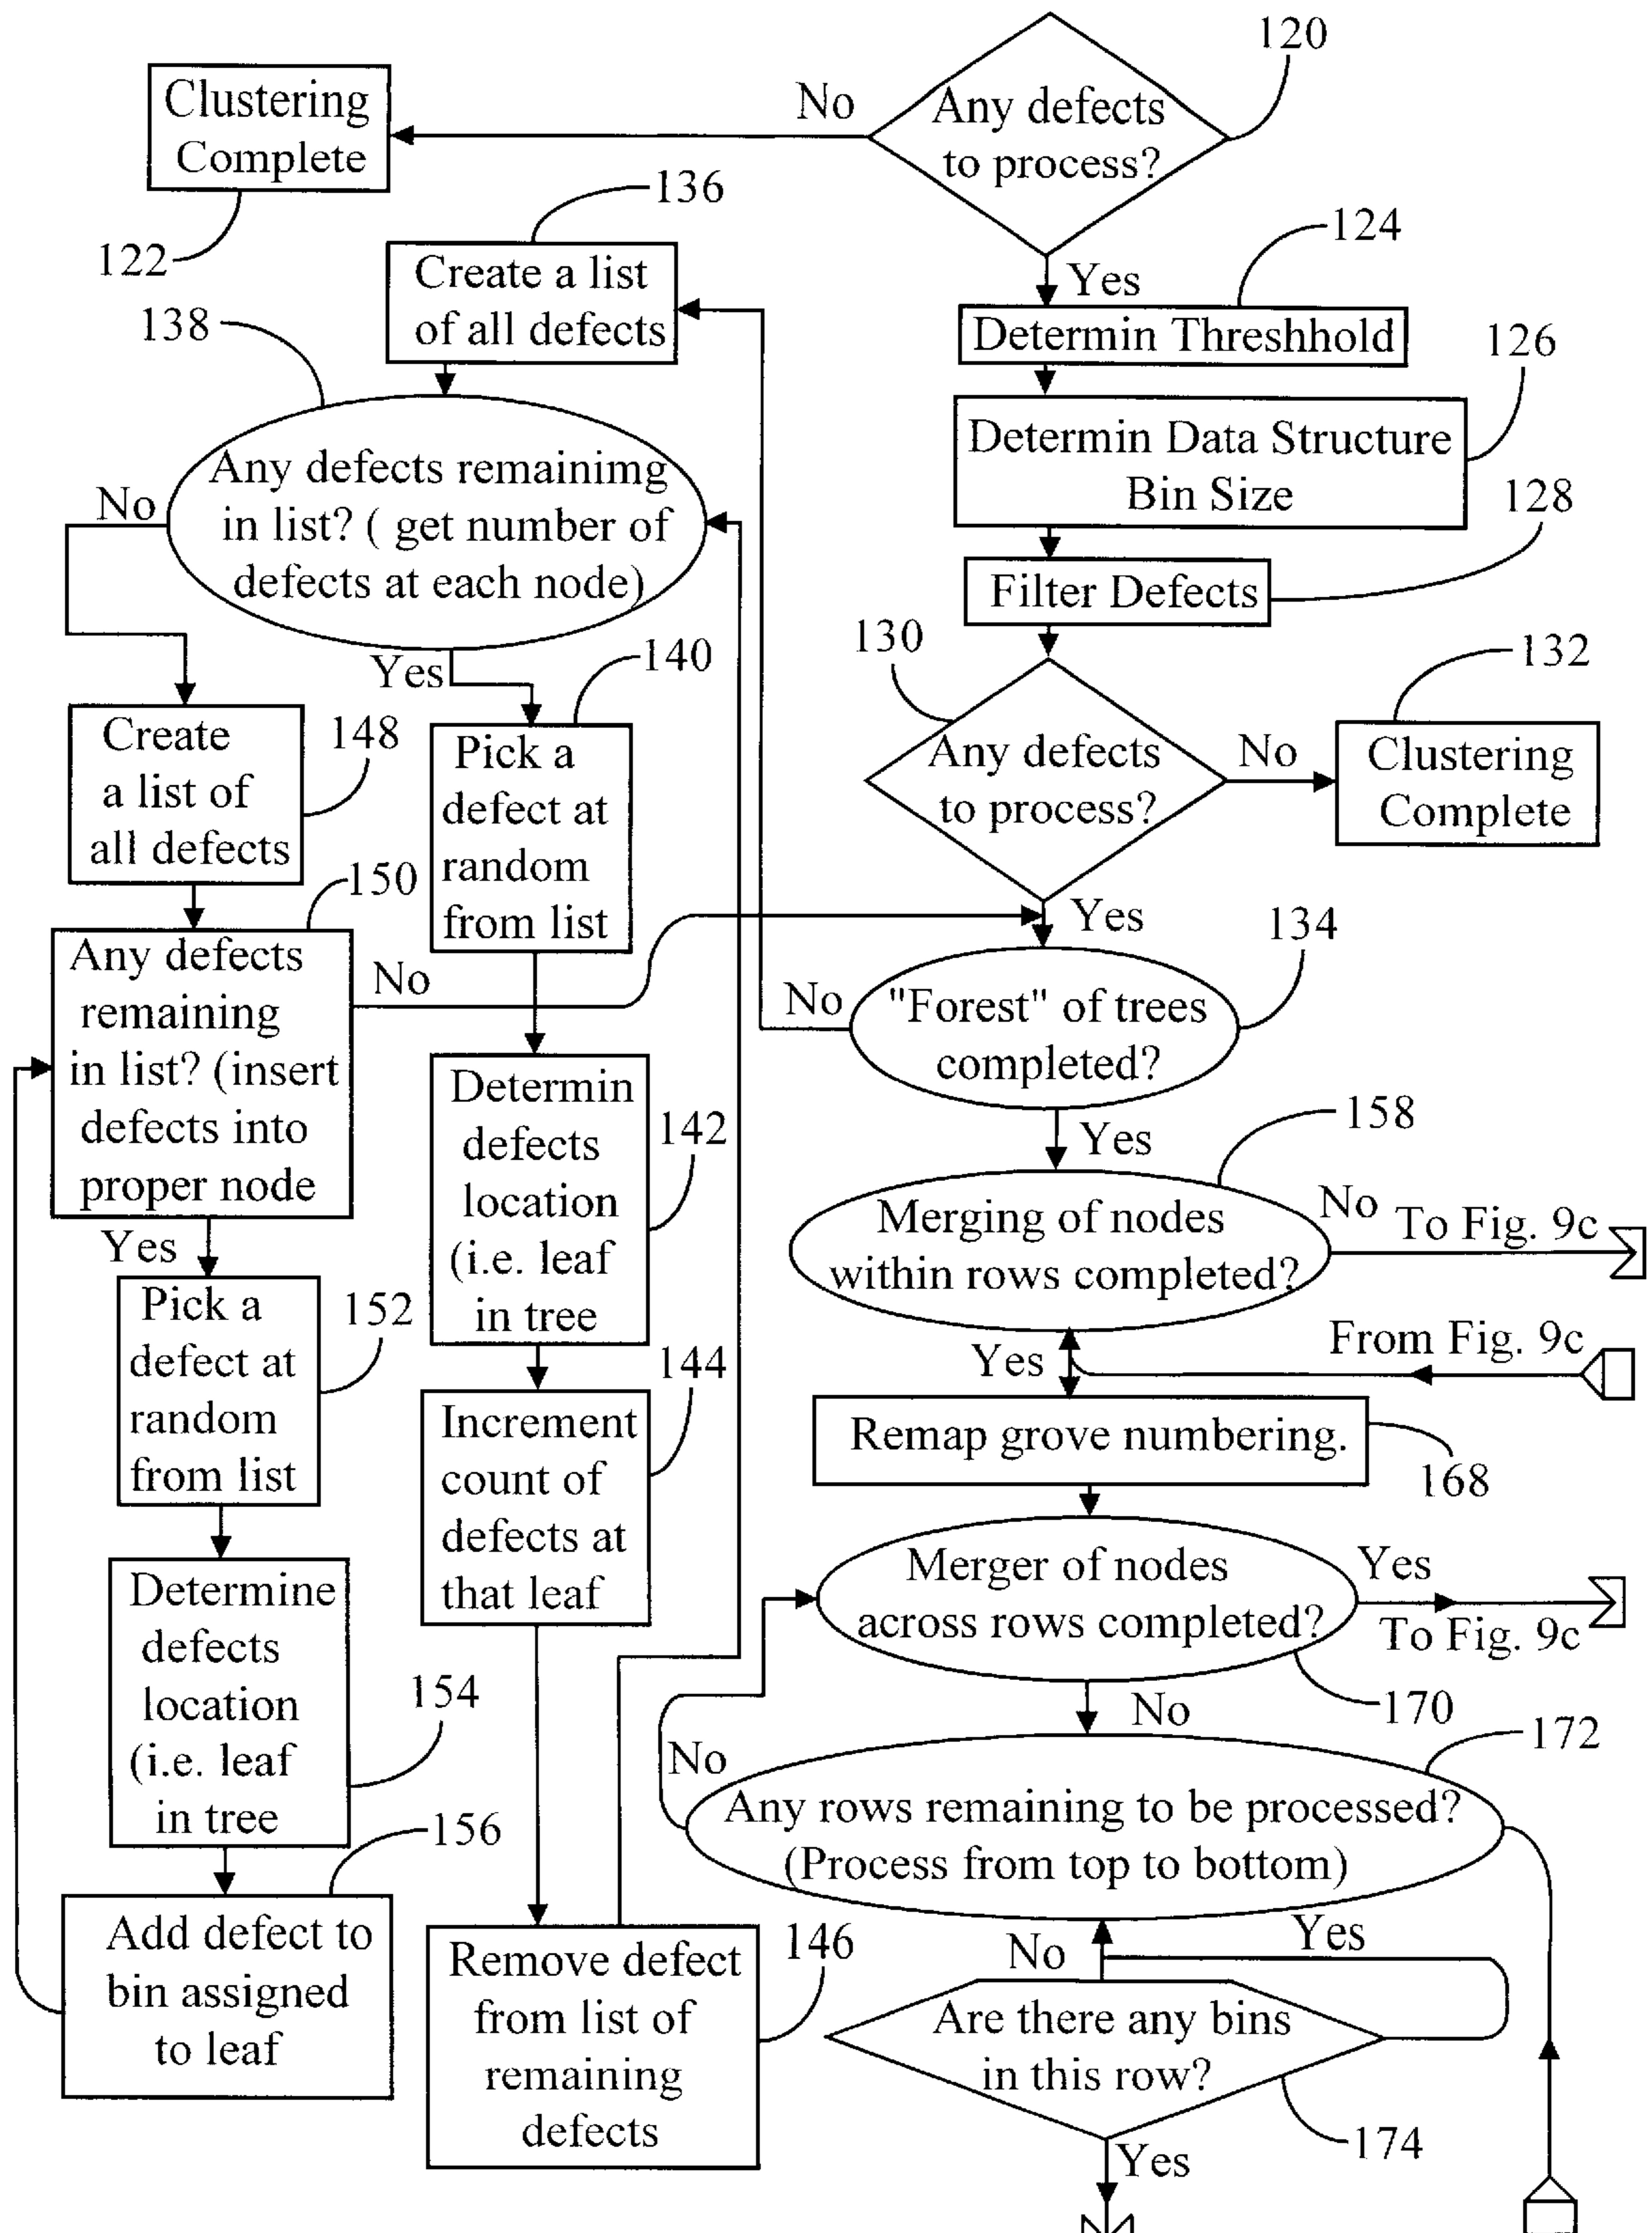 120
Any defects
to process?
No
Clustering
Complete
122
Yes
124
Determin Threshhold
126
Determin Data Structure
Bin Size
128
Filter Defects
130
Any defects
to process?
No
132
Clustering
Complete
Yes
134
"Forest" of trees
completed?
No
136
Create a list
of all defects
138
Any defects remainimg
in list? ( get number of
defects at each node)
No
Yes
140
Pick a
defect at
random
from list
142
Determin
defects
location
(i.e. leaf
in tree
144
Increment
count of
defects at
that leaf
146
Remove defect
from list of
remaining
defects
148
Create
a list of
all defects
150
Any defects
remaining
in list? (insert
defects into
proper node
No
Yes
152
Pick a
defect at
random
from list
154
Determine
defects
location
(i.e. leaf
in tree
156
Add defect to
bin assigned
to leaf
Yes
158
Merging of nodes
within rows completed?
No
To Fig. 9c
From Fig. 9c
Yes
Remap grove numbering.
168
Merger of nodes
across rows completed?
Yes
To Fig. 9c
170
No
172
Any rows remaining to be processed?
(Process from top to bottom)
No
No
Yes
Are there any bins
in this row?
174
Yes